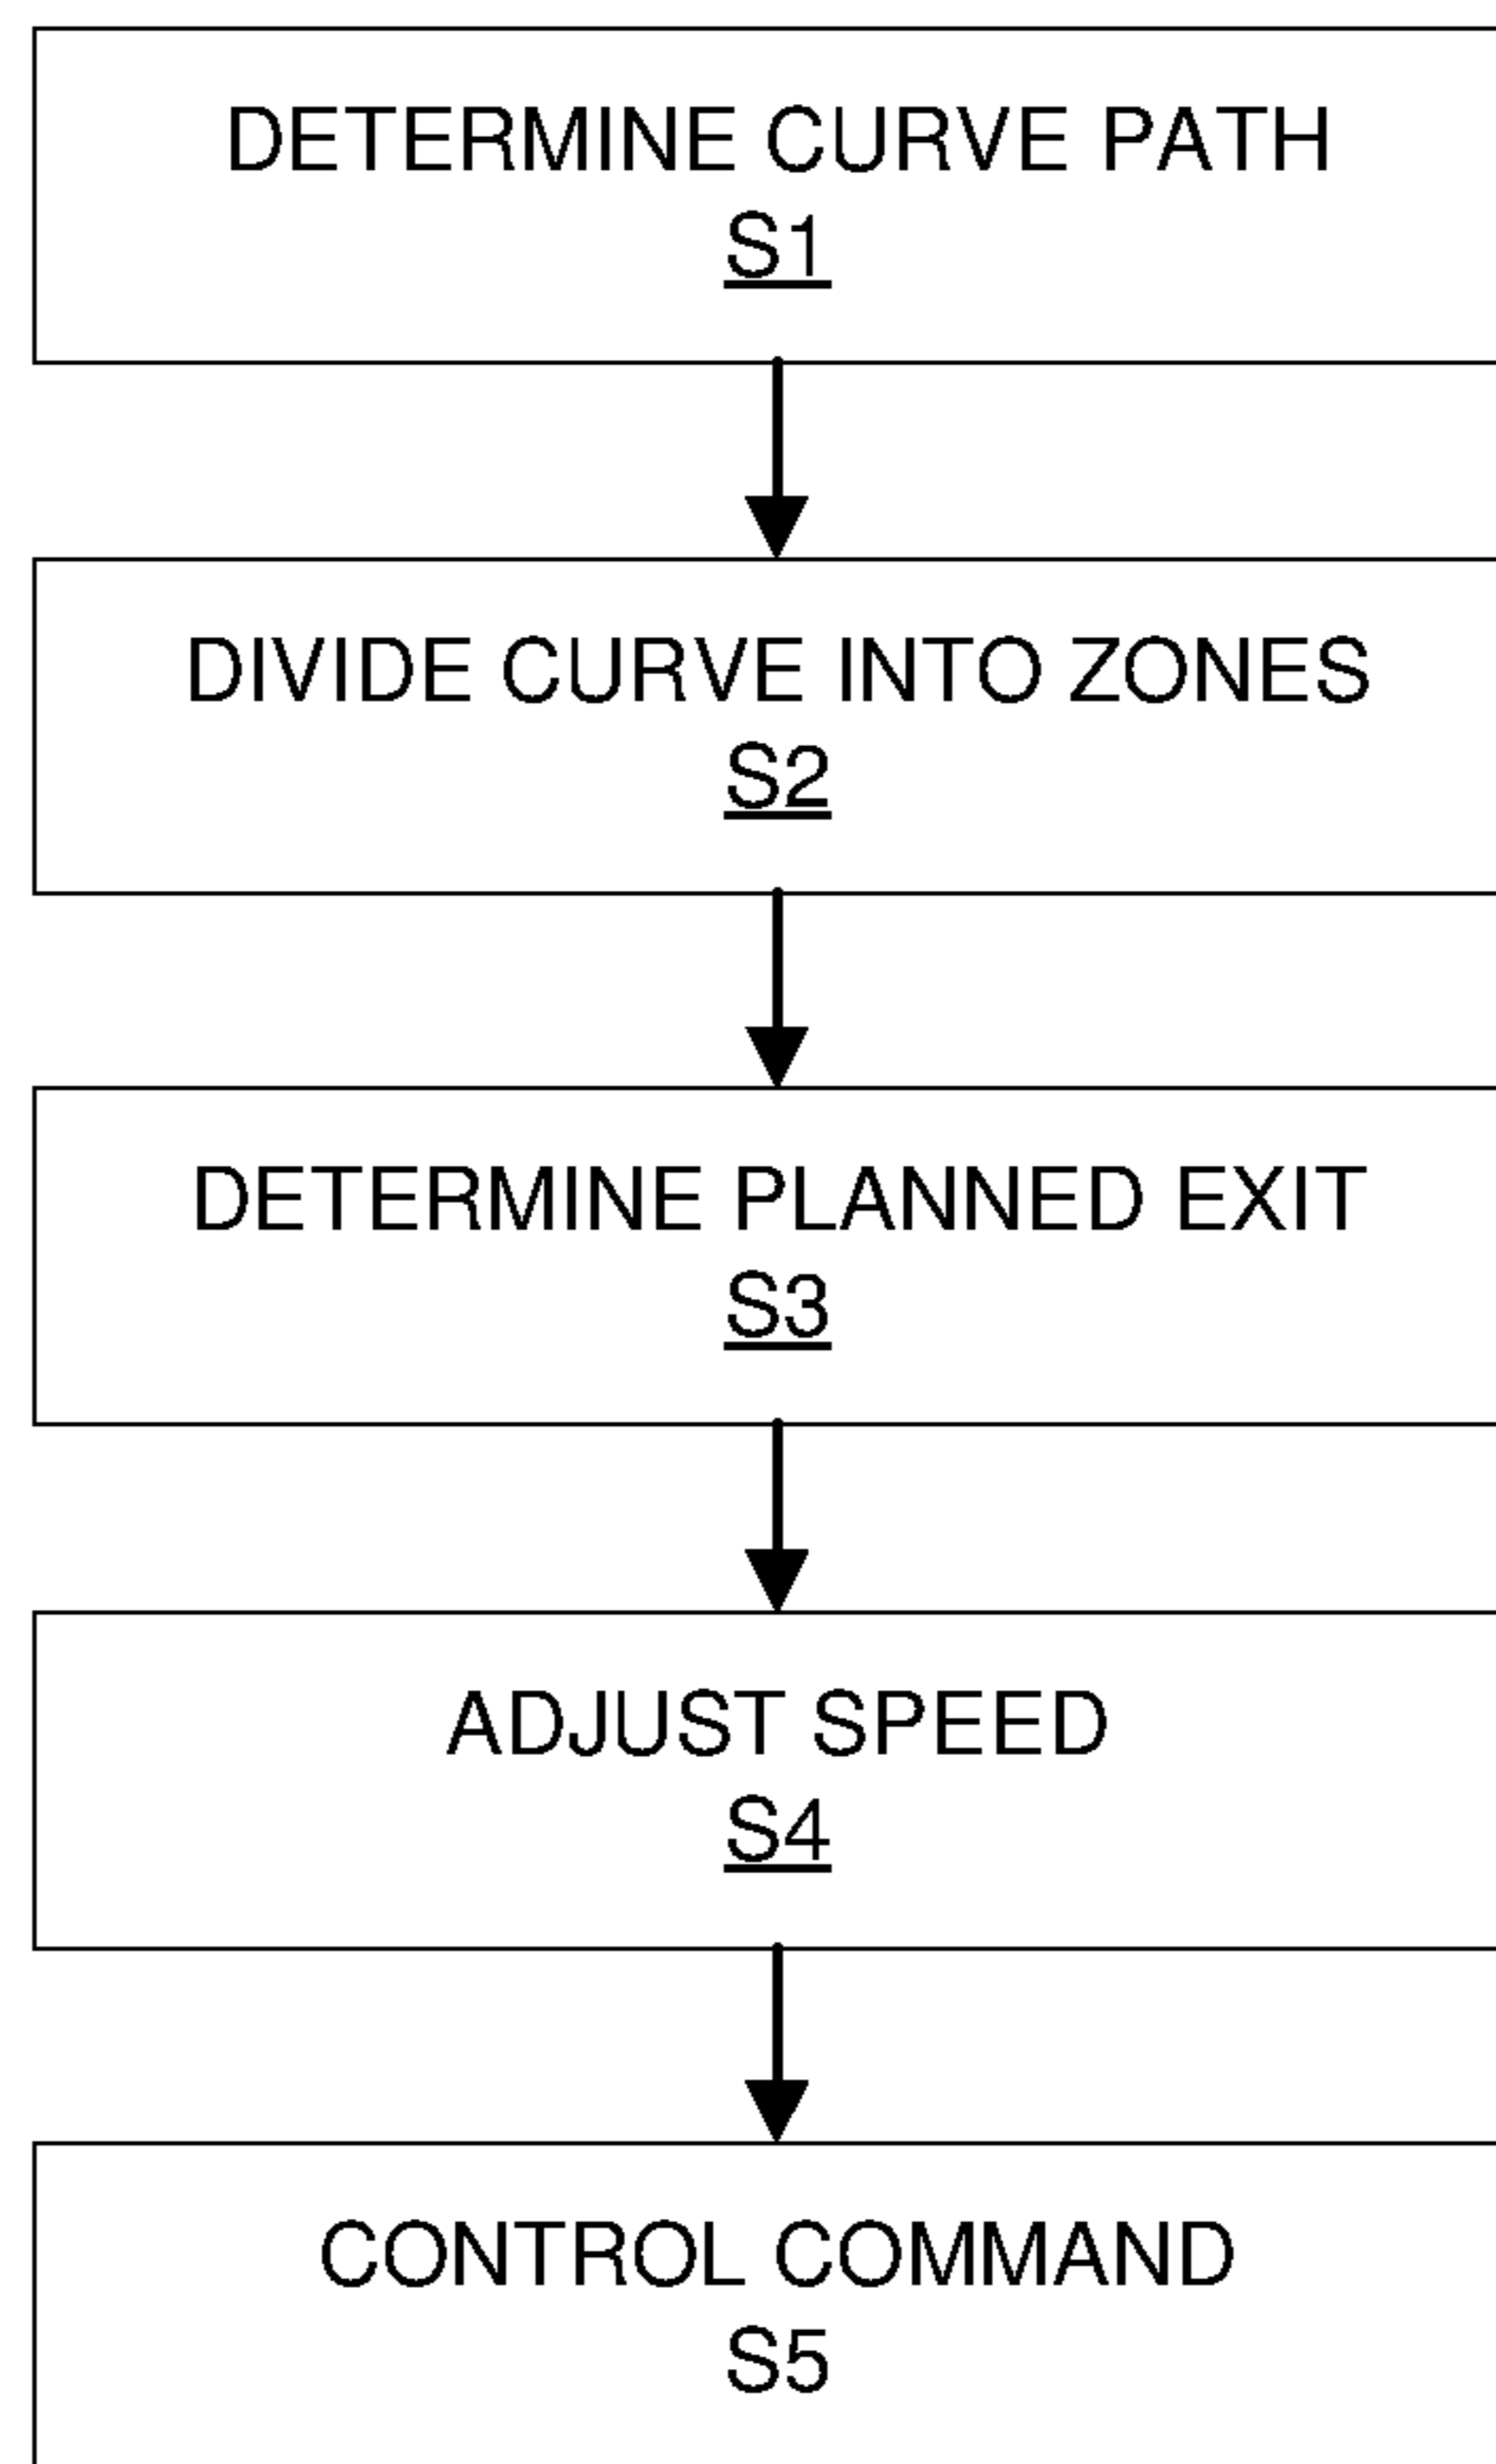 DETERMINE CURVE PATH
S1
DIVIDE CURVE INTO ZONES
S2
DETERMINE PLANNED EXIT
S3
ADJUST SPEED
S4
CONTROL COMMAND
S5